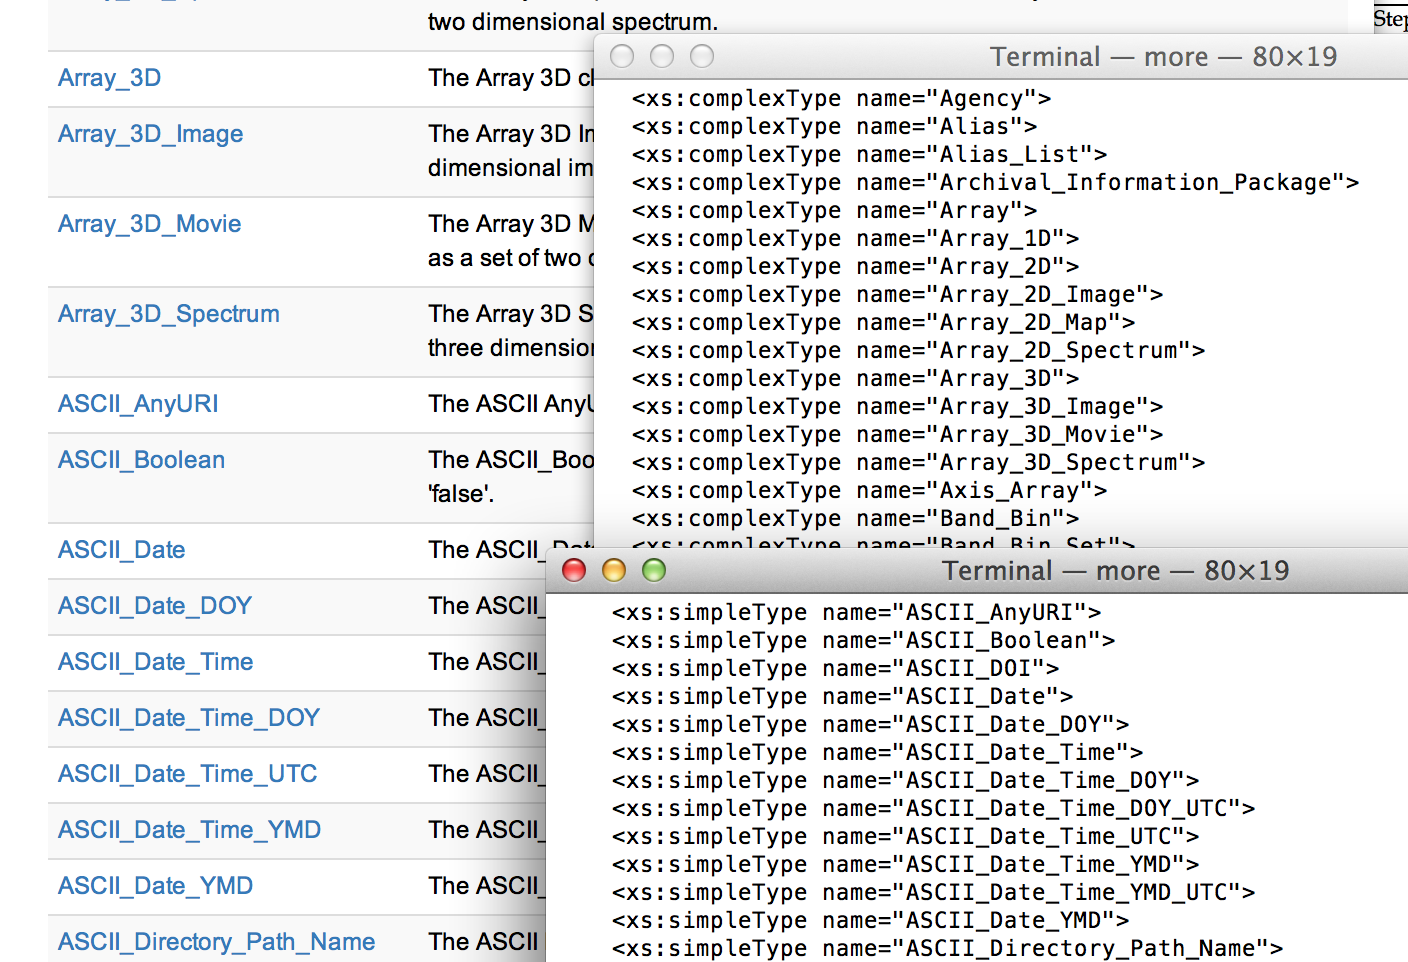 two dimensional spectrum.
Array_3D
The Array 3D
Array_3D_Image
The Array 3D
dimensional
Array_3D_Movie
The Array 3D
as a set of two
Array_3D_Spectrum
The Array 3D
three
ASCII_AnyURI
The ASCII
ASCII_Boolean
The
'false'.
ASCII_Date
The
ASCII_Date_DOY
The ASCII_
ASCII_Date_Time
The ASCII_
ASCII_Date_Time_DOY
The ASCII_
ASCII_Date_Time_UTC
The ASCII_
ASCII_Date_Time_YMD
The ASCII_
ASCII_Date_YMD
The ASCII_
ASCII_Directory_Path_Name
The ASCII
Step
Terminal — more — 80×19
<xs:complexType name="Agency">
<xs:complexType name="Alias">
<xs:complexType name="Alias_List">
<xs:complexType name="Archival_Information_Package">
<xs:complexType name="Array">
<xs:complexType name="Array_1D">
<xs:complexType name="Array_2D">
<xs:complexType name="Array_2D_Image">
<xs:complexType name="Array_2D_Map">
<xs:complexType name="Array_2D_Spectrum">
<xs:complexType name="Array_3D">
<xs:complexType name="Array_3D_Image">
<xs:complexType name="Array_3D_Movie">
<xs:complexType name="Array_3D_Spectrum">
<xs:complexType name="Axis_Array">
<xs:complexType name="Band_Bin">
<xs:complexType name="Band_Bin_Set">
Terminal — more — 80×19
<xs:simpleType name="ASCII_AnyURI">
<xs:simpleType name="ASCII_Boolean">
<xs:simpleType name="ASCII_DOI">
<xs:simpleType name="ASCII_Date">
<xs:simpleType name="ASCII_Date_DOY">
<xs:simpleType name="ASCII_Date_Time">
<xs:simpleType name="ASCII_Date_Time_DOY">
<xs:simpleType name="ASCII_Date_Time_DOY_UTC">
<xs:simpleType name="ASCII_Date_Time_UTC">
<xs:simpleType name="ASCII_Date_Time_YMD">
<xs:simpleType name="ASCII_Date_Time_YMD_UTC">
<xs:simpleType name="ASCII_Date_YMD">
<xs:simpleType name="ASCII_Directory_Path_Name">